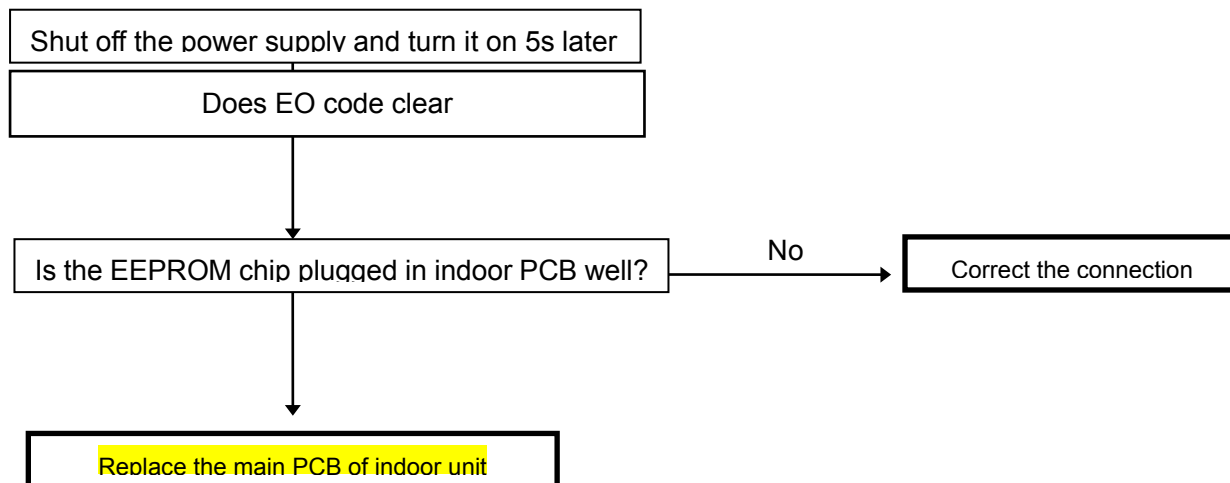 Shut off the power supply and turn it on 5s later
Does EO code clear
Is the EEPROM chip plugged in indoor PCB well?
No
Correct the connection
Replace the main PCB of indoor unit